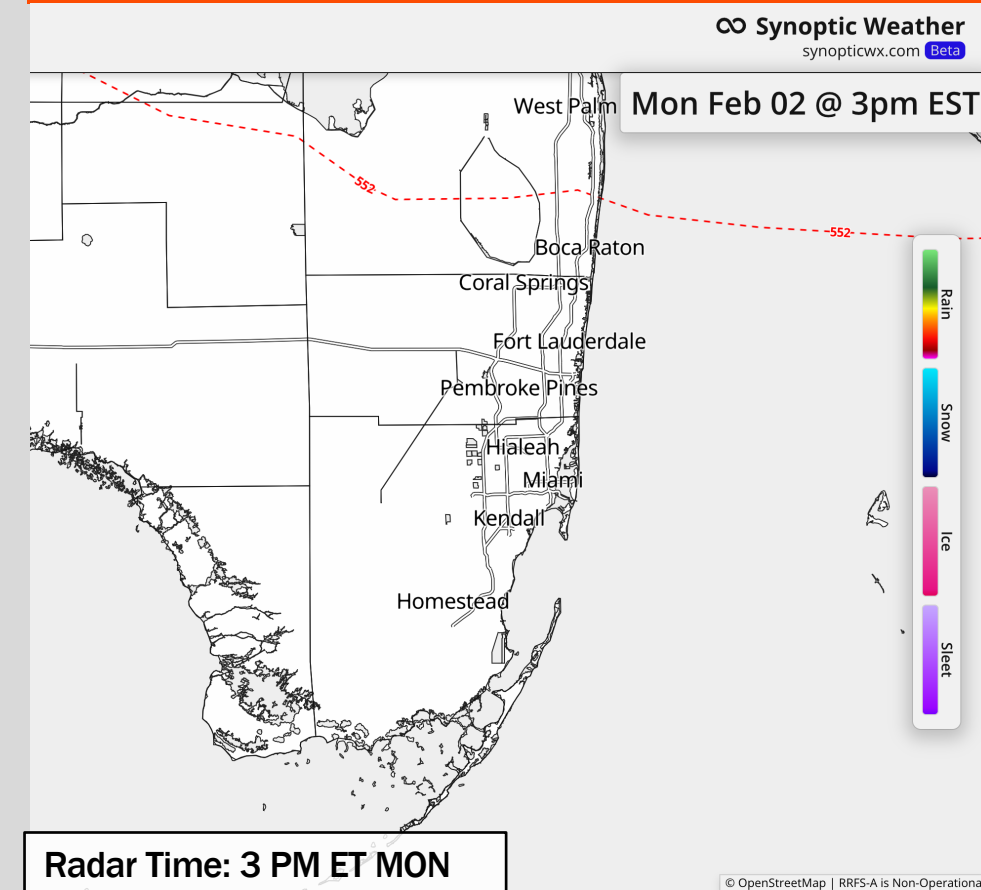 Synoptic Weather
synopticwx.com Beta
Mon Feb 02 @ 3pm EST
West Palm
552
552
Boca Raton
Coral Springs
Fort Lauderdale
Pembroke Pines
Hialeah
Miami
Kendall
Homestead
Rain
Snow
Ice
Sleet
Radar Time: 3 PM ET MON
© OpenStreetMap | RRFS-A is Non-Operationa